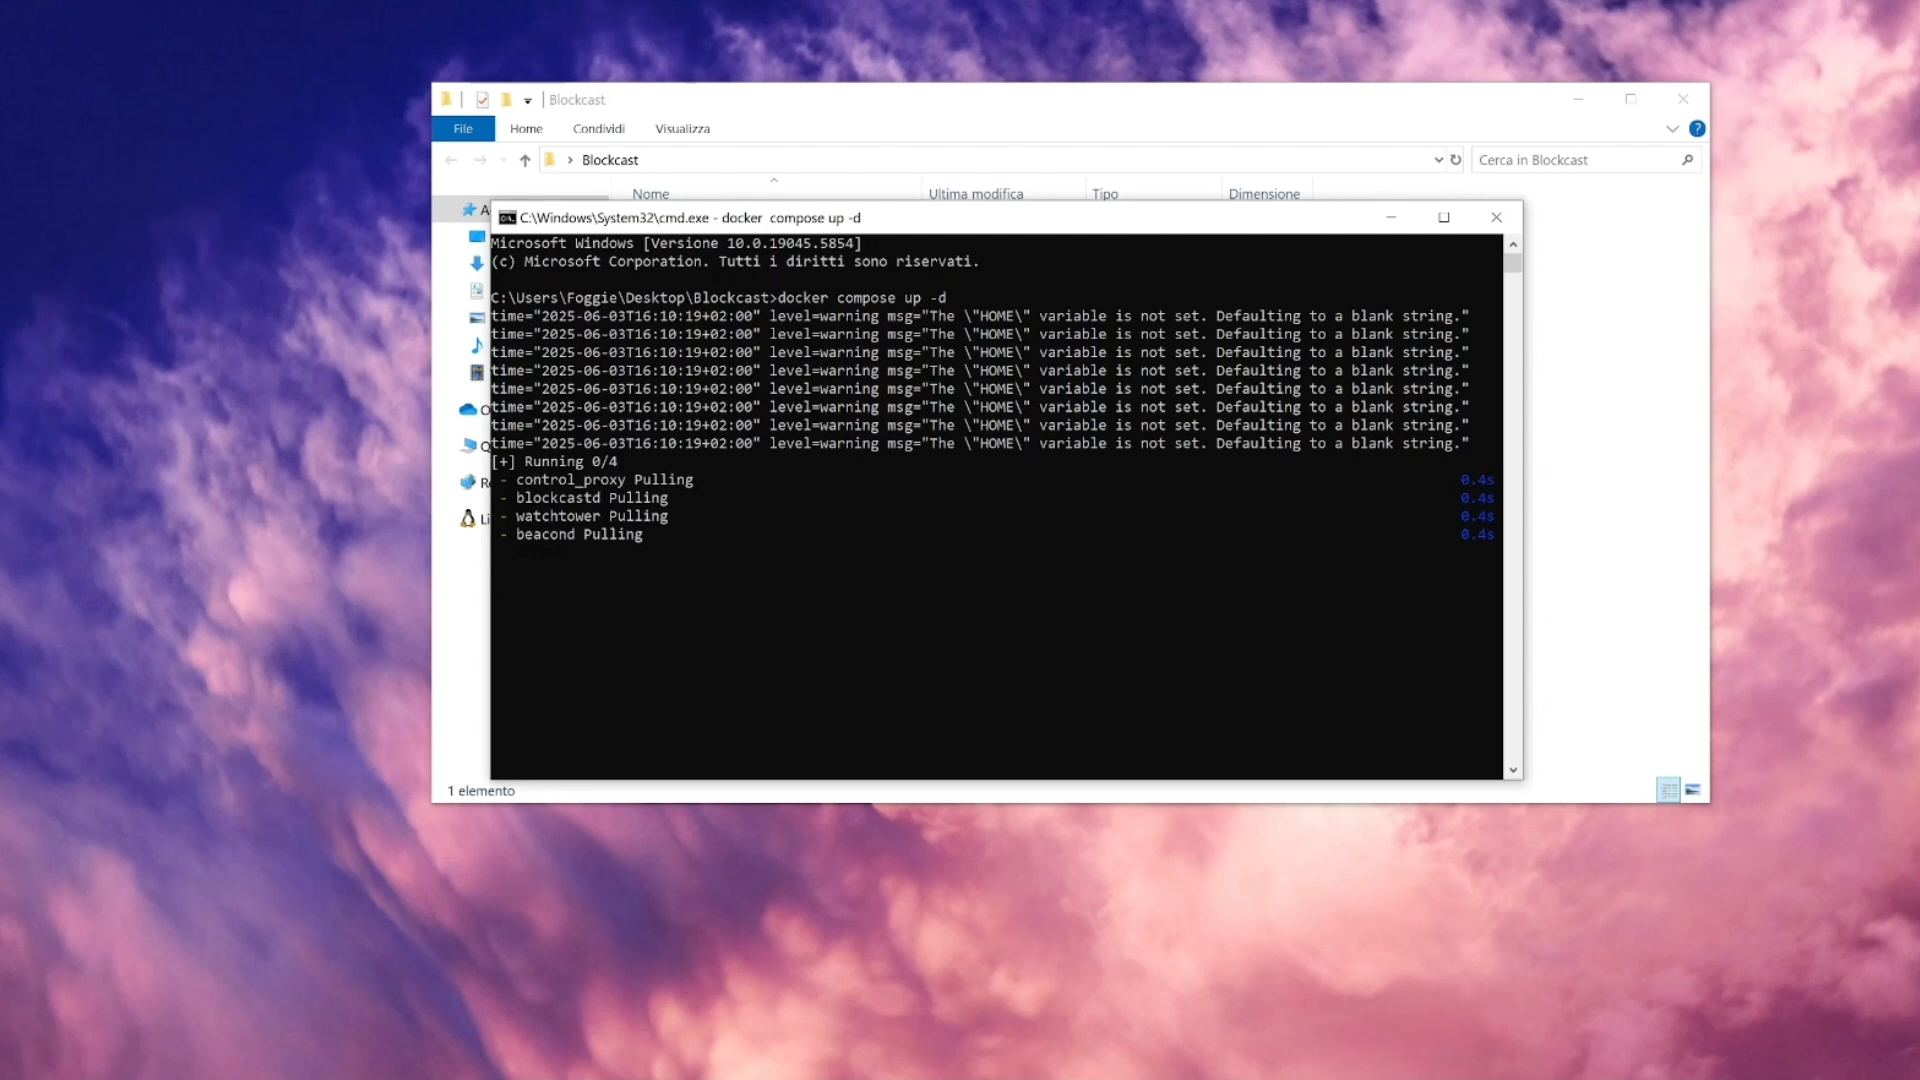 Blockcast
File Home Condividi Visualizza
Blockcast
Cerca in Blockcast
Nome Ultima modifica Tipo Dimensione
C:\Windows\System32\cmd.exe - docker  compose up -d
Microsoft Windows [Versione 10.0.19045.5854]
(c) Microsoft Corporation. Tutti i diritti sono riservati.
C:\Users\Foggie\Desktop\Blockcast>docker compose up -d
time="2025-06-03T16:10:19+02:00" level=warning msg="The \"HOME\" variable is not set. Defaulting to a blank string."
time="2025-06-03T16:10:19+02:00" level=warning msg="The \"HOME\" variable is not set. Defaulting to a blank string."
time="2025-06-03T16:10:19+02:00" level=warning msg="The \"HOME\" variable is not set. Defaulting to a blank string."
time="2025-06-03T16:10:19+02:00" level=warning msg="The \"HOME\" variable is not set. Defaulting to a blank string."
time="2025-06-03T16:10:19+02:00" level=warning msg="The \"HOME\" variable is not set. Defaulting to a blank string."
time="2025-06-03T16:10:19+02:00" level=warning msg="The \"HOME\" variable is not set. Defaulting to a blank string."
time="2025-06-03T16:10:19+02:00" level=warning msg="The \"HOME\" variable is not set. Defaulting to a blank string."
time="2025-06-03T16:10:19+02:00" level=warning msg="The \"HOME\" variable is not set. Defaulting to a blank string."
[+] Running 0/4
- control_proxy Pulling 0.4s
- blockcastd Pulling 0.4s
- watchtower Pulling 0.4s
- beacond Pulling 0.4s
1 elemento